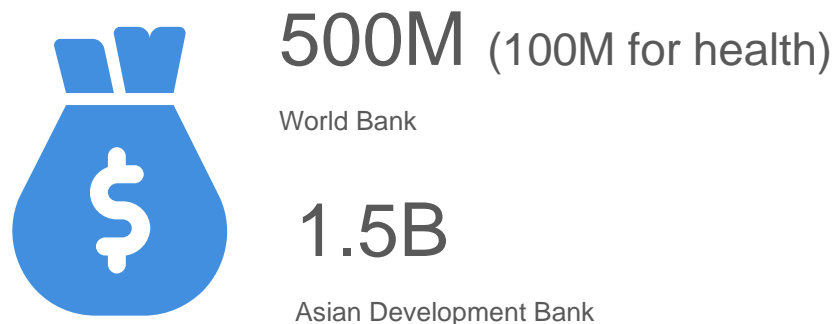 500M (100M for health)
World Bank
$
1.5B
Asian Development Bank